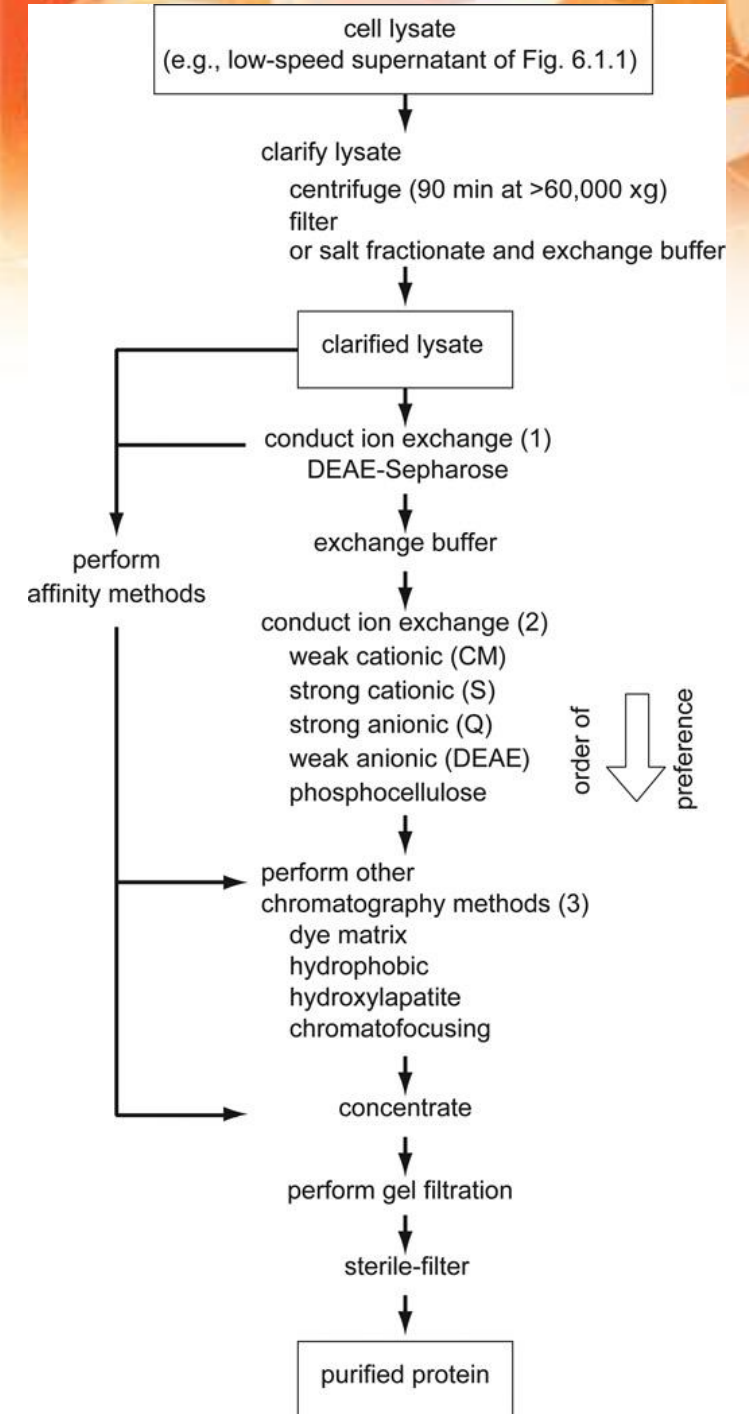 cell lysate
(e.g., low-speed supernatant of Fig. 6.1.1)
clarify lysate
centrifuge (90 min at >60,000 xg)
filter
or salt fractionate and exchange buffer
clarified lysate
conduct ion exchange (1)
DEAE-Sepharose
exchange buffer
perform
affinity methods
conduct ion exchange (2)
weak cationic (CM)
strong cationic (S)
strong anionic (Q)
weak anionic (DEAE)
phosphocellulose
order of
preference
perform other
chromatography methods (3)
dye matrix
hydrophobic
hydroxylapatite
chromatofocusing
concentrate
perform gel filtration
sterile-filter
purified protein